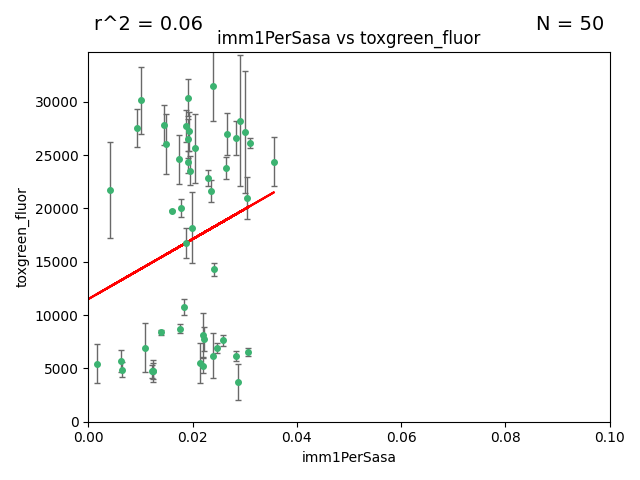 r^2 = 0.06
N = 50
imm1PerSasa vs toxgreen_fluor
toxgreen_fluor
30000
25000
20000
15000
10000
5000
0
0.00 0.02 0.04 0.06 0.08 0.10
imm1PerSasa